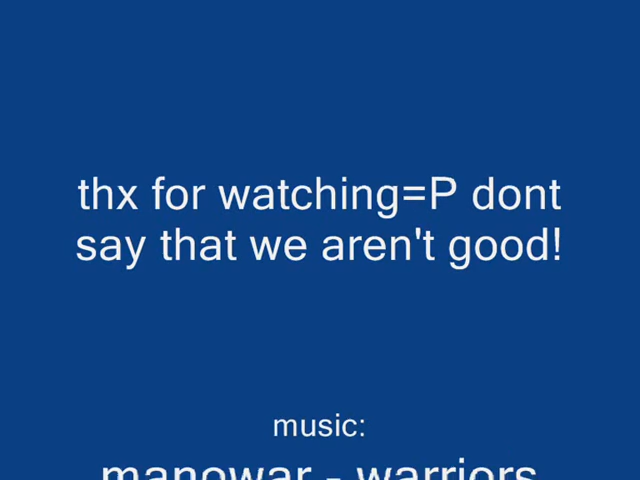 thx for watching=P dont
say that we aren't good!
music:
manowar - warriors